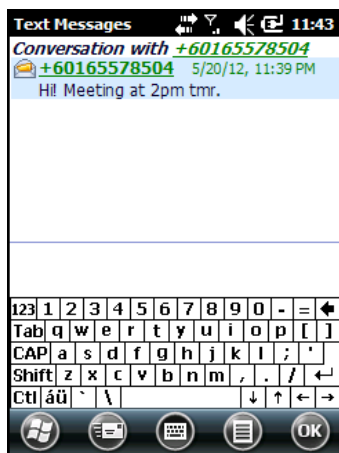 Text Messages 11:43
Conversation with +60165578504
+60165578504 5/20/12, 11:39 PM
Hi! Meeting at 2pm tmr.
123 1 2 3 4 5 6 7 8 9 0 - =
Tab q w e r t y u i o p [ ]
CAP a s d f g h j k l ; '
Shift z x c v b n m , . /
Ctl áü ` \ ↓ ↑ ← →
OK